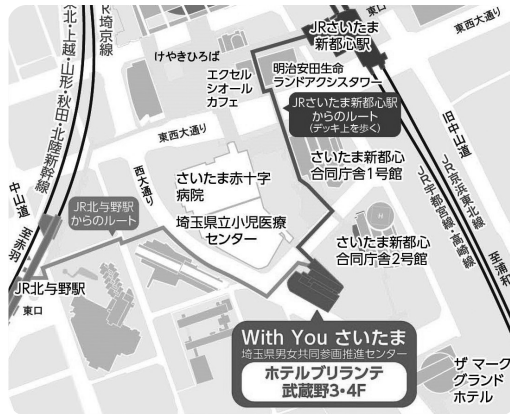 JR埼京線
東北・上越・山形・秋田・北陸新幹線
けやきひろば
エクセル
シオール
カフェ
JRさいたま
新都心駅
東口
東西大通り
明治安田生命
ランドアクシスタワー
JRさいたま新都心駅
からのルート
(デッキ上を歩く)
東西大通り
西大通り
さいたま赤十字
病院
さいたま新都心
合同庁舎1号館
旧中山道
JR京浜東北線
JR宇都宮線・高崎線
中山道
至赤羽
JR北与野駅
からのルート
埼玉県立小児医療
センター
さいたま新都心
合同庁舎2号館
至浦和
JR北与野駅
東口
With You さいたま
埼玉県男女共同参画推進センター
ホテルブリランテ
武蔵野3・4F
ザ マーク
グランド
ホテル